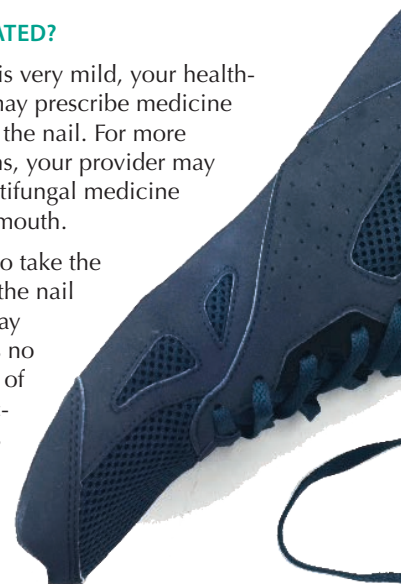 ATED?
is very mild, your health-
may prescribe medicine
the nail. For more
ns, your provider may
tifungal medicine
mouth.
o take the
the nail
ay
no
of
-